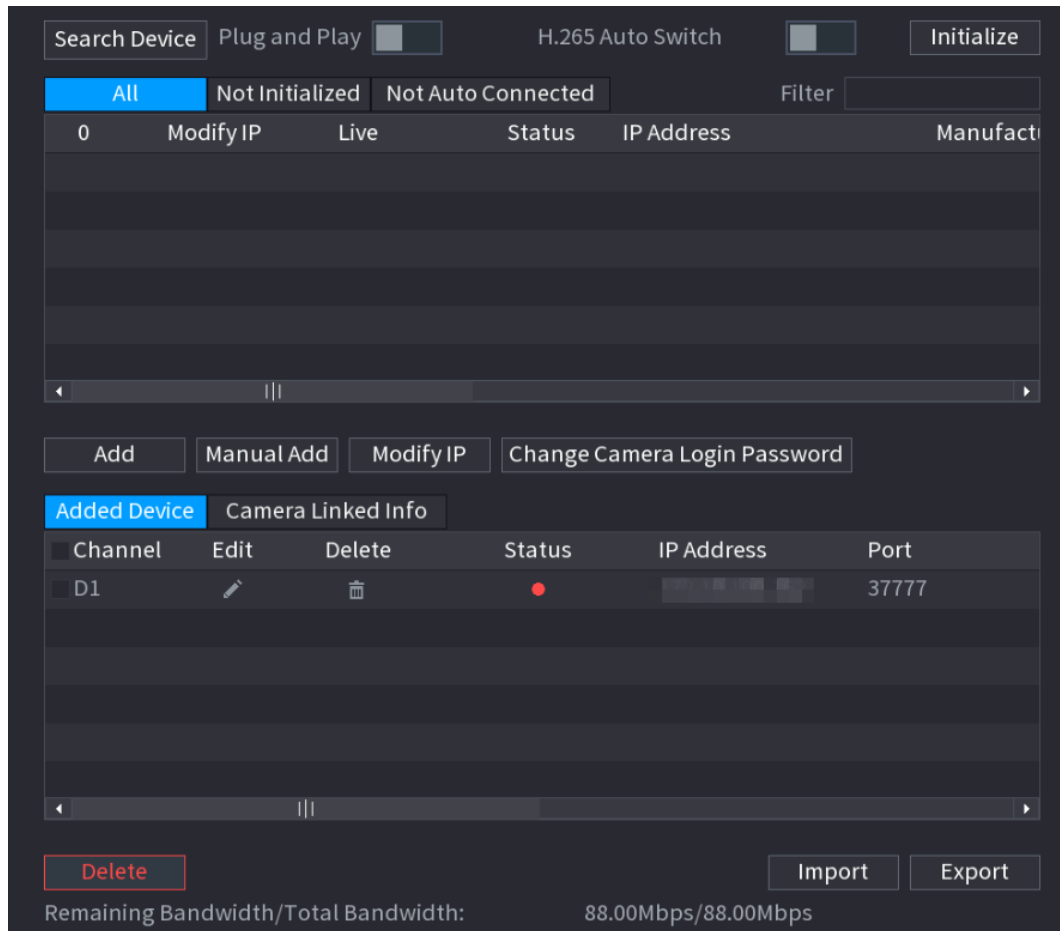 Search Device Plug and Play H.265 Auto Switch Initialize
All Not Initialized Not Auto Connected Filter
0 Modify IP Live Status IP Address Manufactu
Add Manual Add Modify IP Change Camera Login Password
Added Device Camera Linked Info
Channel Edit Delete Status IP Address Port
D1 37777
Delete Import Export
Remaining Bandwidth/Total Bandwidth: 88.00Mbps/88.00Mbps